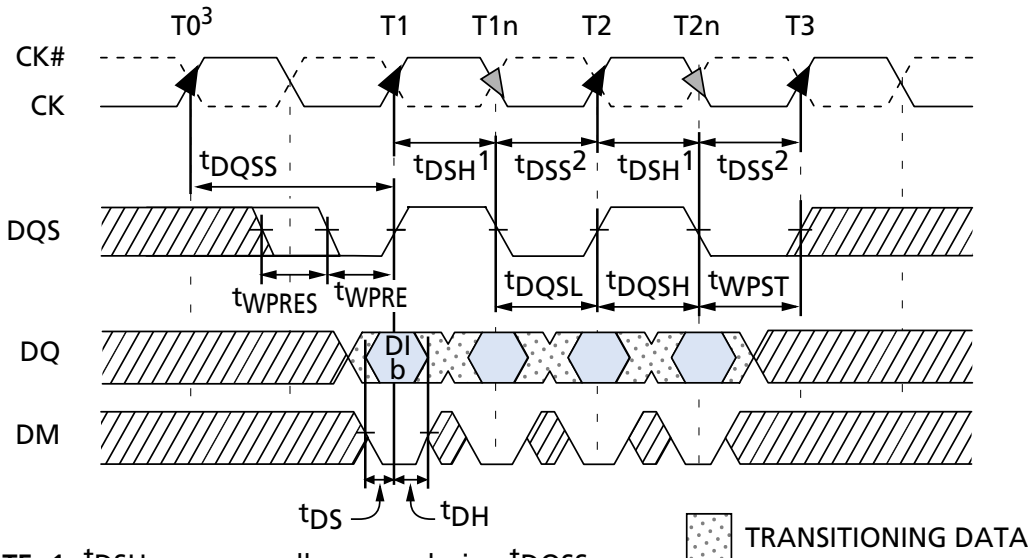 T0³ T1 T1n T2 T2n T3
CK#
CK
tDQSS tDSH¹ tDSS² tDSH¹ tDSS²
DQS
tWPRES tWPRE tDQSL tDQSH tWPST
DQ
DI
b
DM
tDS tDH
TRANSITIONING DATA